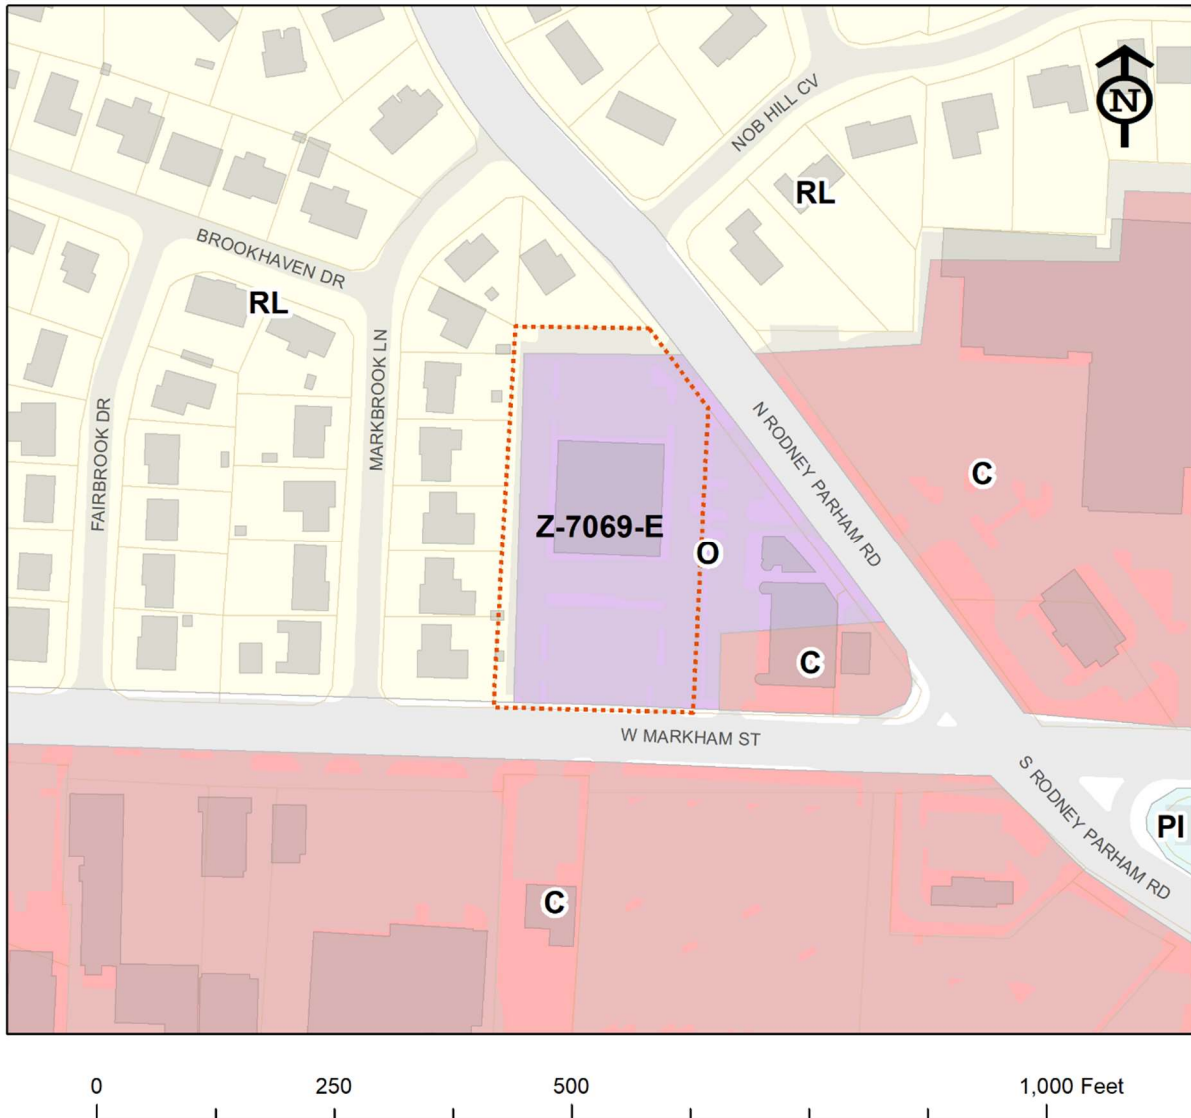 N
NOB HILL CV
RL
BROOKHAVEN DR
RL
MARKBROOK LN
FAIRBROOK DR
N RODNEY PARHAM RD
C
Z-7069-E
O
C
W MARKHAM ST
S RODNEY PARHAM RD
PI
C
0 250 500 1,000 Feet